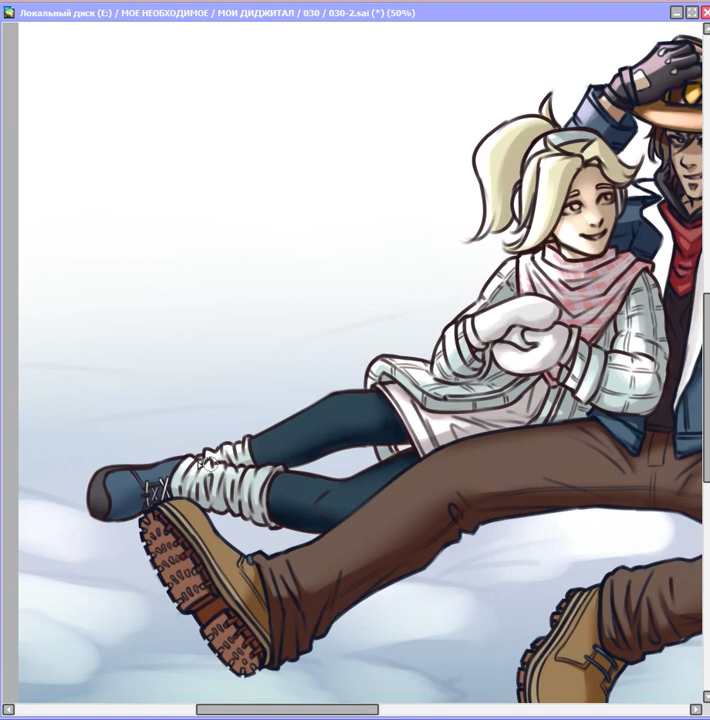 Локальный диск (E:) / МОЕ НЕОБХОДИМОЕ / МОИ ДИДЖИТАЛ / 030 / 030-2.sai (*) (50%)